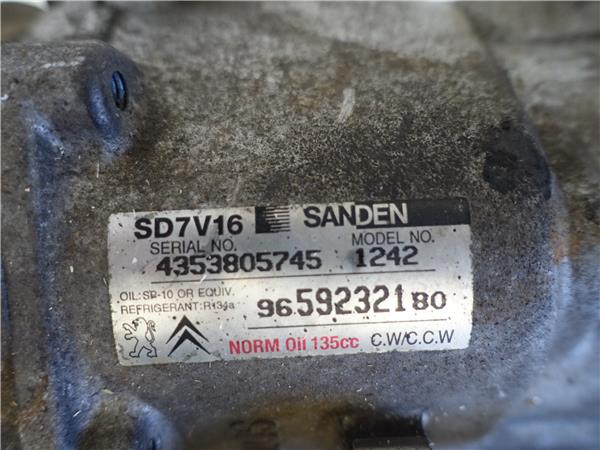 SD7V16 SANDEN
SERIAL NO. MODEL NO.
4353805745 1242
OIL:SP-10 OR EQUIV.
REFRIGERANT:R134a
9659232180
NORM Oil 135cc C.W/C.C.W